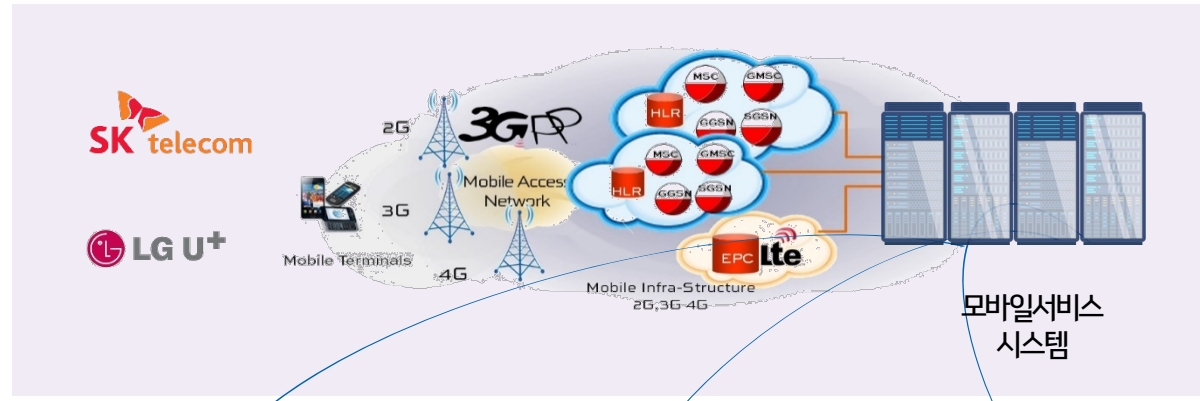 SK telecom
LG U+
Mobile Terminals
2G
3G
4G
3GPP
Mobile Access
Network
MSC
GMSC
HLR
GGSN
SGSN
MSC
GMSC
HLR
GGSN
SGSN
EPC
lte
Mobile Infra-Structure
2G,3G 4G
모바일서비스
시스템